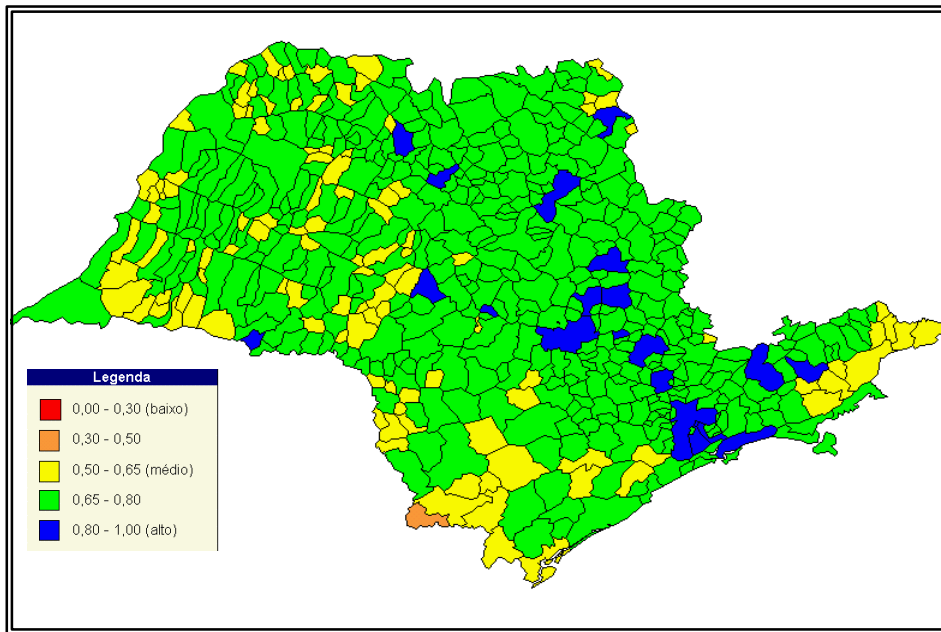 Legenda
0,00 - 0,30 (baixo)
0,30 - 0,50
0,50 - 0,65 (médio)
0,65 - 0,80
0,80 - 1,00 (alto)